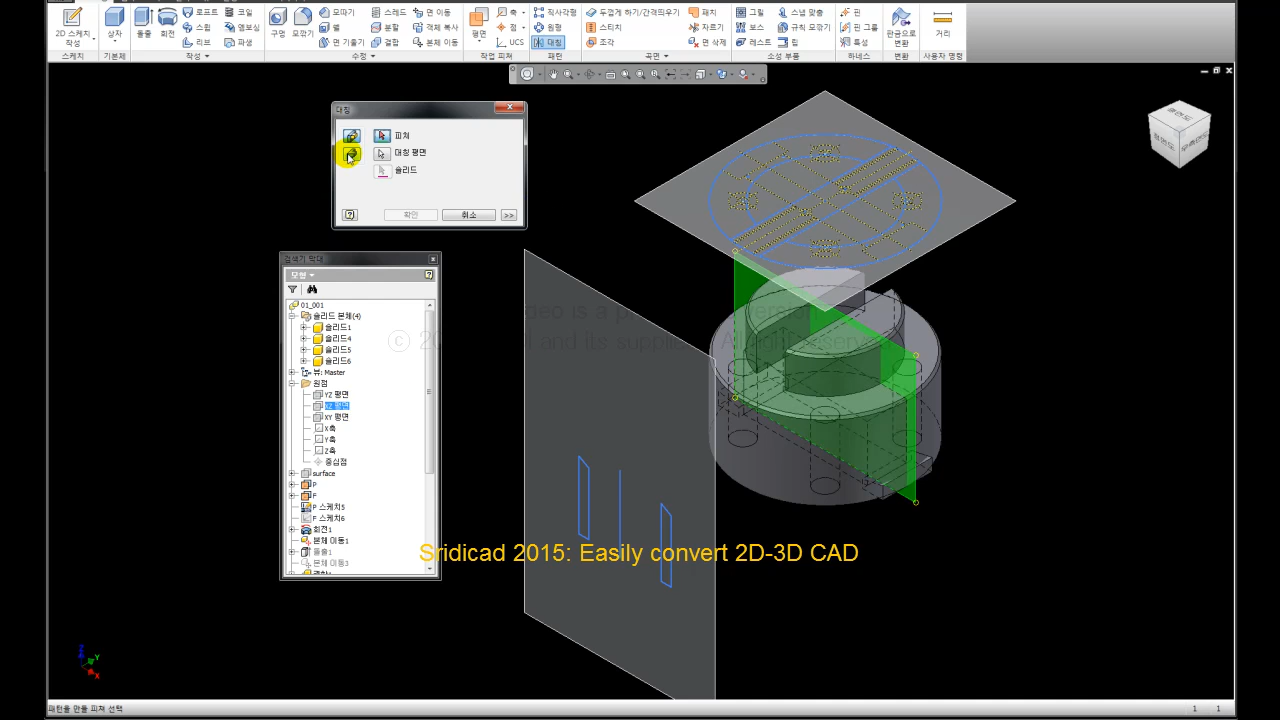 로프트 코일 스레드 면 이동 축 직사각형 두껍게 하기/간격띄우기 패치 그릴 스냅 맞춤 핀
2D 스케치 작성 상자 돌출 회전 스윕 엠보싱 구멍 모깎기 쉘 분할 객체 복사 평면 점 원형 스티치 자르기 보스 규칙 모깎기 핀 그룹 판금으로 변환 거리
리브 파생 면 기울기 결합 본체 이동 UCS 대칭 조각 면 삭제 레스트 립 특성
스케치 기본체 작성 수정 작업 피쳐 패턴 곡면 소성 부품 하네스 변환 사용자 명령
대칭
피쳐
대칭 평면
솔리드
확인 취소 >>
검색기 막대
모형
01_001
솔리드 본체(4)
솔리드1
솔리드4
솔리드5
솔리드6
뷰: Master
원점
YZ 평면
XZ 평면
XY 평면
X축
Y축
Z축
중심점
surface
P
F
P 스케치5
F 스케치6
회전1
본체 이동1
돌출1
본체 이동3
Sridicad 2015: Easily convert 2D-3D CAD
Z
Y
X
패턴을 만들 피쳐 선택
1 1